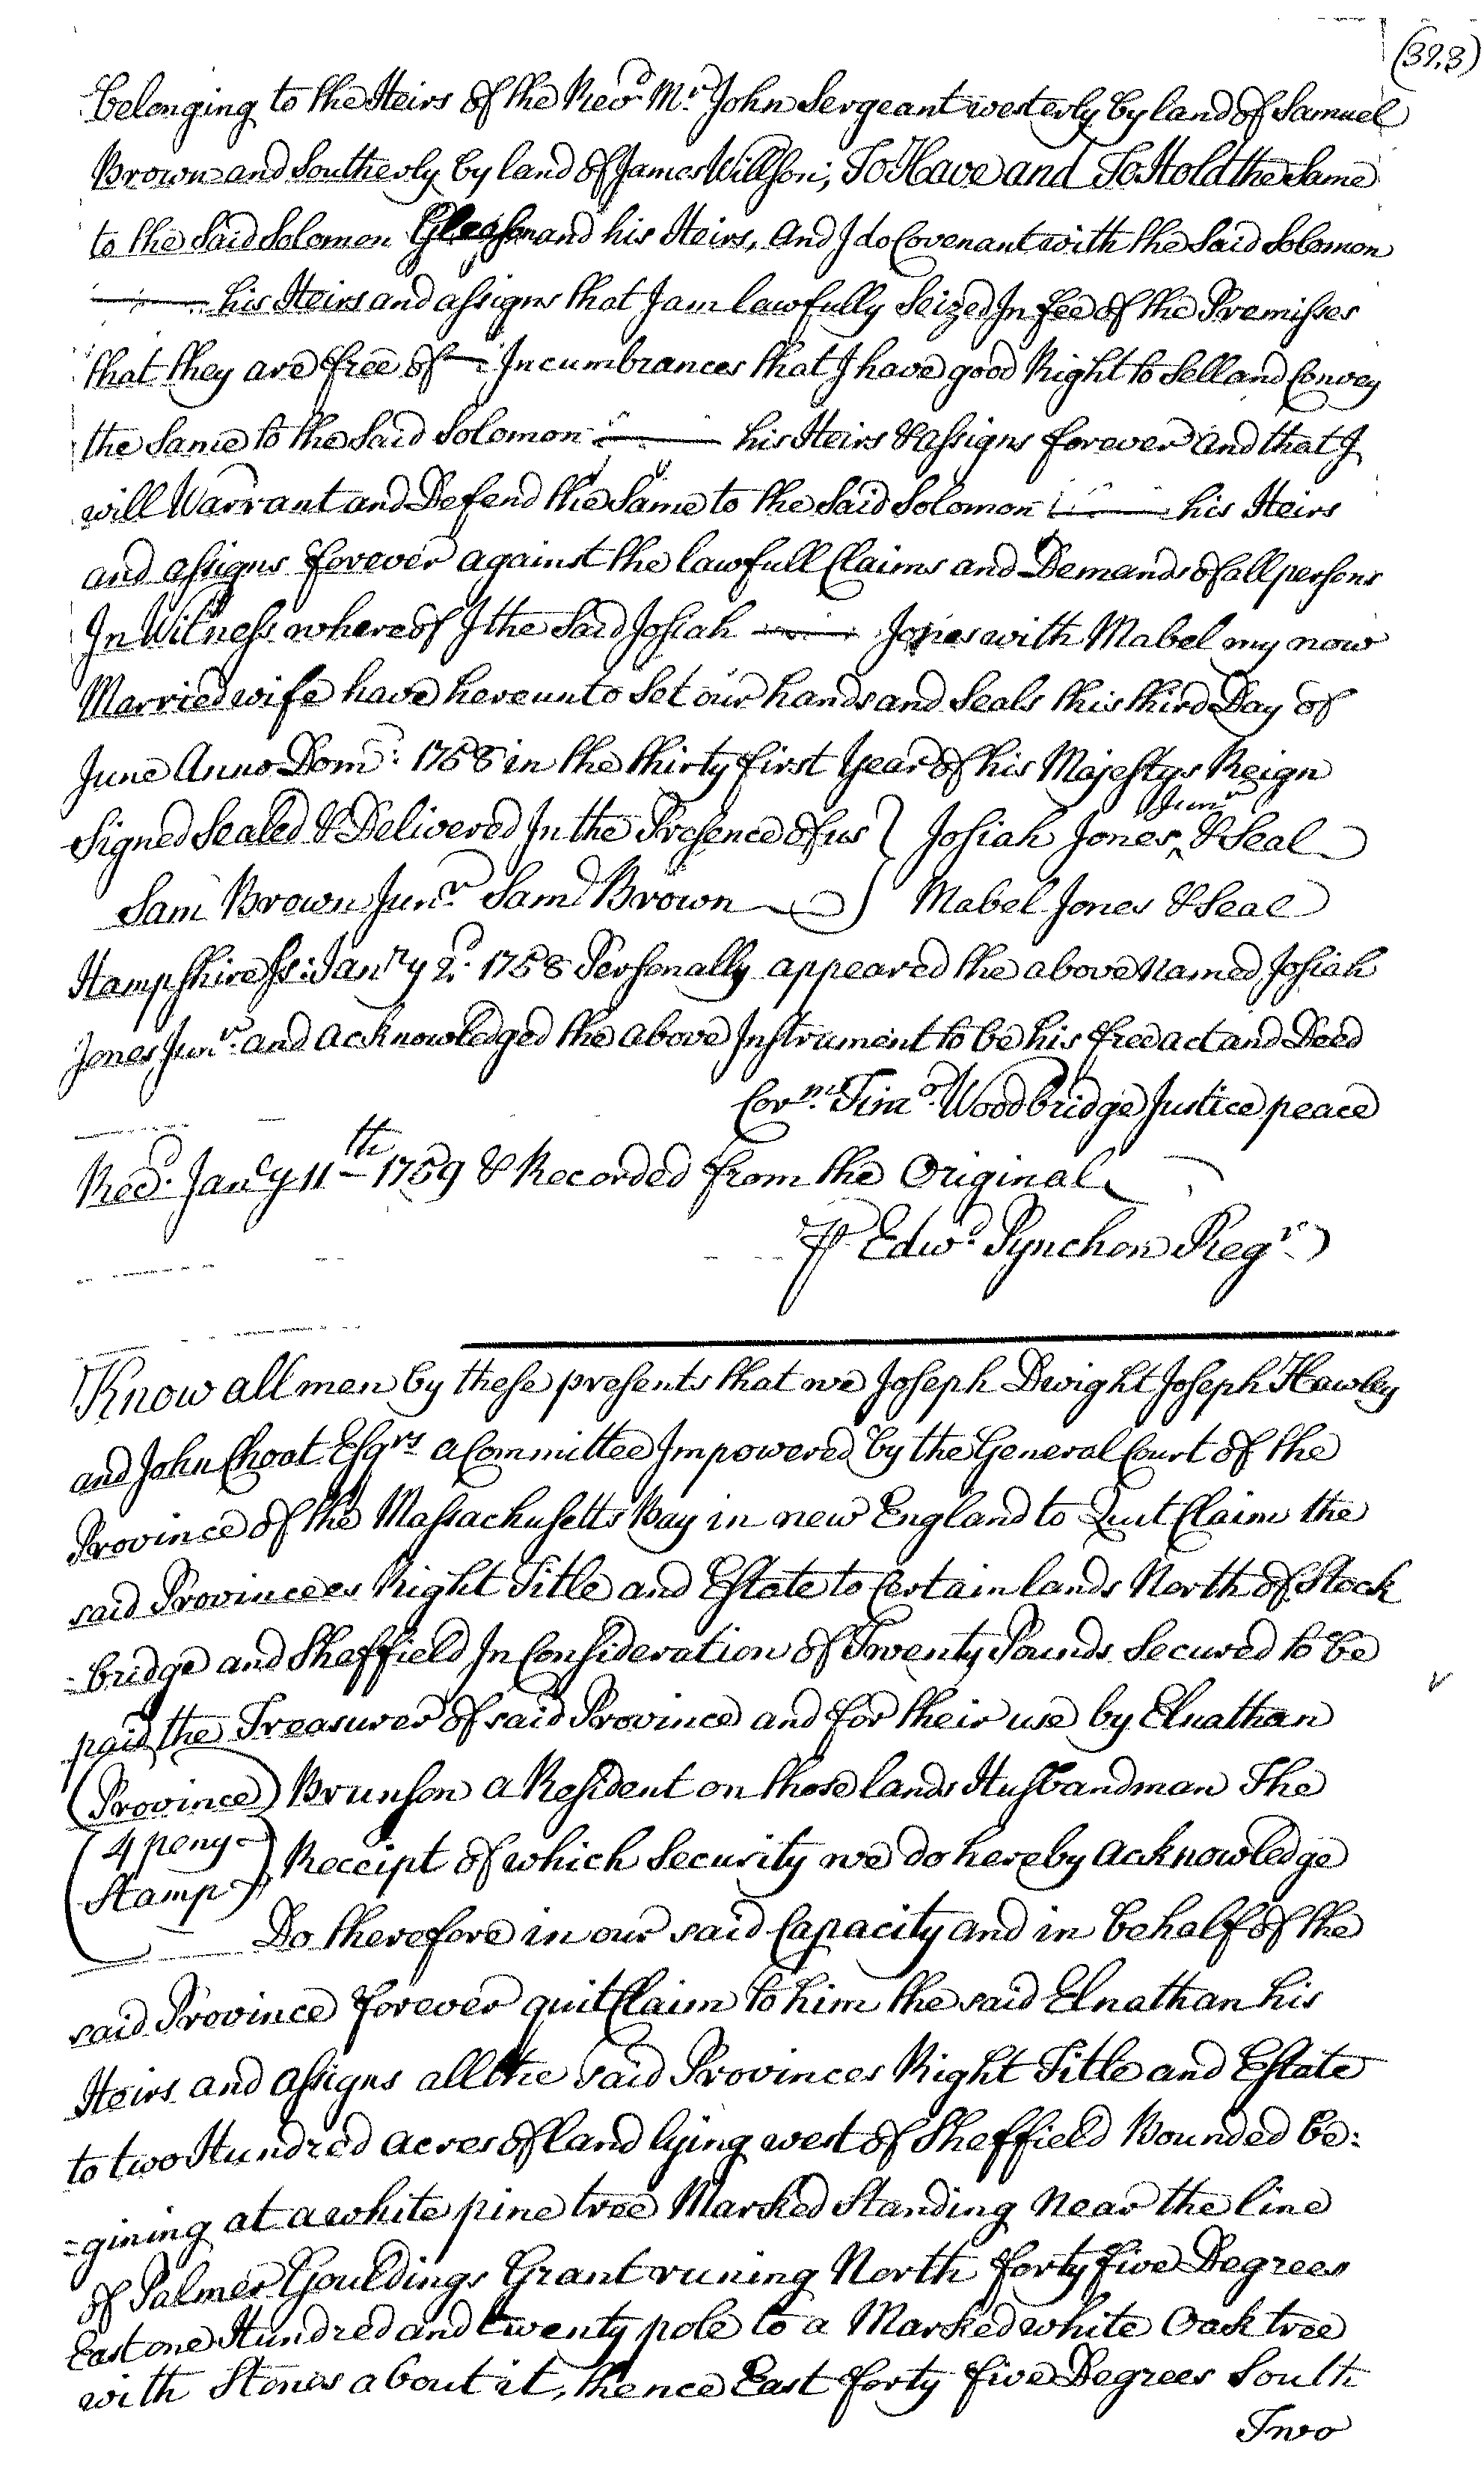 (393)
belonging to the Heirs of the Revd. Mr. John Sergeant westerly by land of Samuel
Brown and Southerly by land of James Willson; To Have and To Hold the Same
to the Said Solomon Gleason and his Heirs, And I do Covenant with the Said Solomon
——— his Heirs and assigns that I am lawfully Seized In fee of the Premisses
that they are free of — Incumbrances that I have good Right to Sell and Convey
the Same to the Said Solomon ——— his Heirs & assigns forever and that I
will Warrant and Defend the Same to the Said Solomon ——— his Heirs
and assigns forever against the lawfull Claims and Demands of all persons
In Witness whereof I the Said Josiah ——— Jones with Mabel my now
Married wife have hereunto Set our hands and Seals this third Day of
June Anno Dom: 1758 in the thirty first Year of his Majestys Reign
Signed Sealed & Delivered In the Presence of us } Josiah Jones ^Junr & Seal
Sam Brown Junr. Samd Brown ——— } Mabel Jones & Seal
Hampshire Ss: Janry 2d. 1758 Personally appeared the above Named Josiah
Jones Junr. and acknowledged the above Instrument to be his free act and Deed
Corm. Timo. Woodbridge Justice peace
Recd. Jancy 11th 1759 & Recorded from the Original
Pr Edwd Pynchon Regr
Know all men by these presents that we Joseph Dwight Joseph Hawley
and John Choat Esqrs a Committee Impowered by the General Court of the
Province of the Massachusetts Bay in new England to Quit Claim the
said Provincees Right Title and Estate to Certain lands North of Stock
=bridge and Sheffield In Consideration of Twenty Pounds Secured to be
paid the Treasurer of said Province and for their use by Elnathan
(Province) Brunson a Resident on those lands Husbandman The
(4 peny Stamp) Receipt of which Security we do hereby acknowledge
Do therefore in our said Capacity and in behalf of the
said Province forever quit Claim to him the said Elnathan his
Heirs and assigns all the said Provinces Right Title and Estate
to two Hundred acres of land lying west of Sheffield Bounded be:
=gining at a white pine tree Marked Standing Near the line
of Palmer Gouldings Grant runing North forty five Degrees
East one Hundred and twenty pole to a Marked white Oak tree
with Stones about it, thence East forty five Degrees South
Two